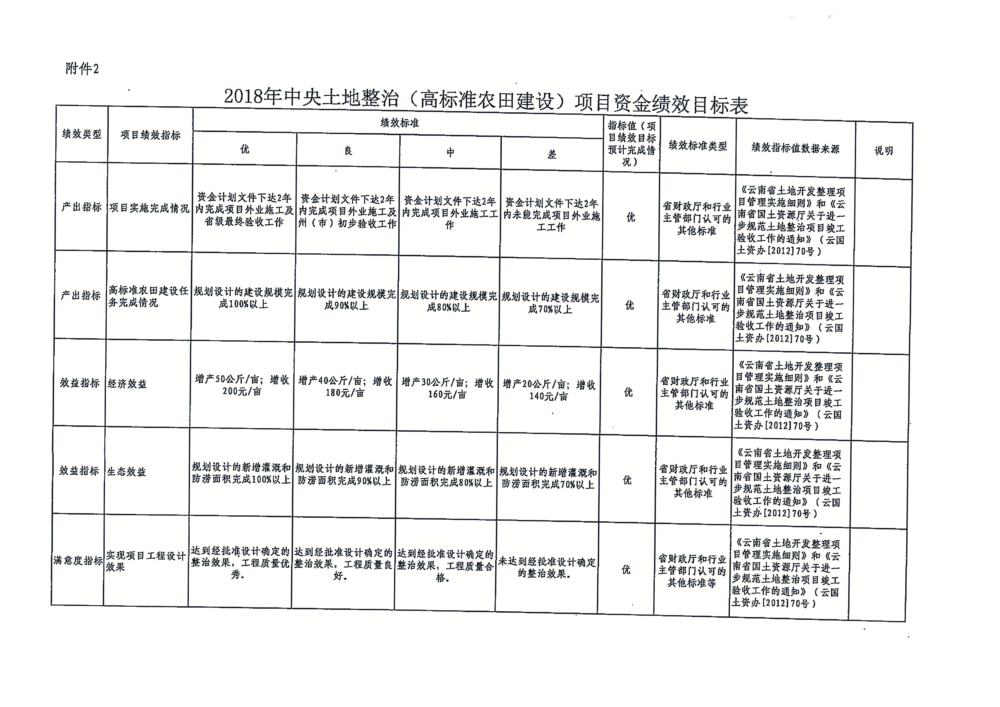 附件2
2018年中央土地整治（高标准农田建设）项目资金绩效目标表
绩效类型
项目绩效指标
绩效标准
优
良
中
差
指标值（项
目绩效目标
预计完成情
况）
绩效标准类型
绩效指标值数据来源
说明
产出指标
项目实施完成情况
资金计划文件下达2年
内完成项目外业施工及
省级最终验收工作
资金计划文件下达2年
内完成项目外业施工及
州（市）初步验收工作
资金计划文件下达2年
内完成项目外业施工工
作
资金计划文件下达2年
内未能完成项目外业施
工工作
优
省财政厅和行业
主管部门认可的
其他标准
《云南省土地开发整理项
目管理实施细则》和《云
南省国土资源厅关于进一
步规范土地整治项目竣工
验收工作的通知》（云国
土资办[2012]70号）
产出指标
高标准农田建设任
务完成情况
规划设计的建设规模完
成100%以上
规划设计的建设规模完
成90%以上
规划设计的建设规模完
成80%以上
规划设计的建设规模完
成70%以上
优
省财政厅和行业
主管部门认可的
其他标准
《云南省土地开发整理项
目管理实施细则》和《云
南省国土资源厅关于进一
步规范土地整治项目竣工
验收工作的通知》（云国
土资办[2012]70号）
效益指标
经济效益
增产50公斤/亩；增收
200元/亩
增产40公斤/亩；增收
180元/亩
增产30公斤/亩；增收
160元/亩
增产20公斤/亩；增收
140元/亩
优
省财政厅和行业
主管部门认可的
其他标准
《云南省土地开发整理项
目管理实施细则》和《云
南省国土资源厅关于进一
步规范土地整治项目竣工
验收工作的通知》（云国
土资办[2012]70号）
效益指标
生态效益
规划设计的新增灌溉和
防涝面积完成100%以上
规划设计的新增灌溉和
防涝面积完成90%以上
规划设计的新增灌溉和
防涝面积完成80%以上
规划设计的新增灌溉和
防涝面积完成70%以上
优
省财政厅和行业
主管部门认可的
其他标准
《云南省土地开发整理项
目管理实施细则》和《云
南省国土资源厅关于进一
步规范土地整治项目竣工
验收工作的通知》（云国
土资办[2012]70号）
满意度指标
实现项目工程设计
效果
达到经批准设计确定的
整治效果，工程质量优
秀。
达到经批准设计确定的
整治效果，工程质量良
好。
达到经批准设计确定的
整治效果，工程质量合
格。
未达到经批准设计确定
的整治效果。
优
省财政厅和行业
主管部门认可的
其他标准等
《云南省土地开发整理项
目管理实施细则》和《云
南省国土资源厅关于进一
步规范土地整治项目竣工
验收工作的通知》（云国
土资办[2012]70号）